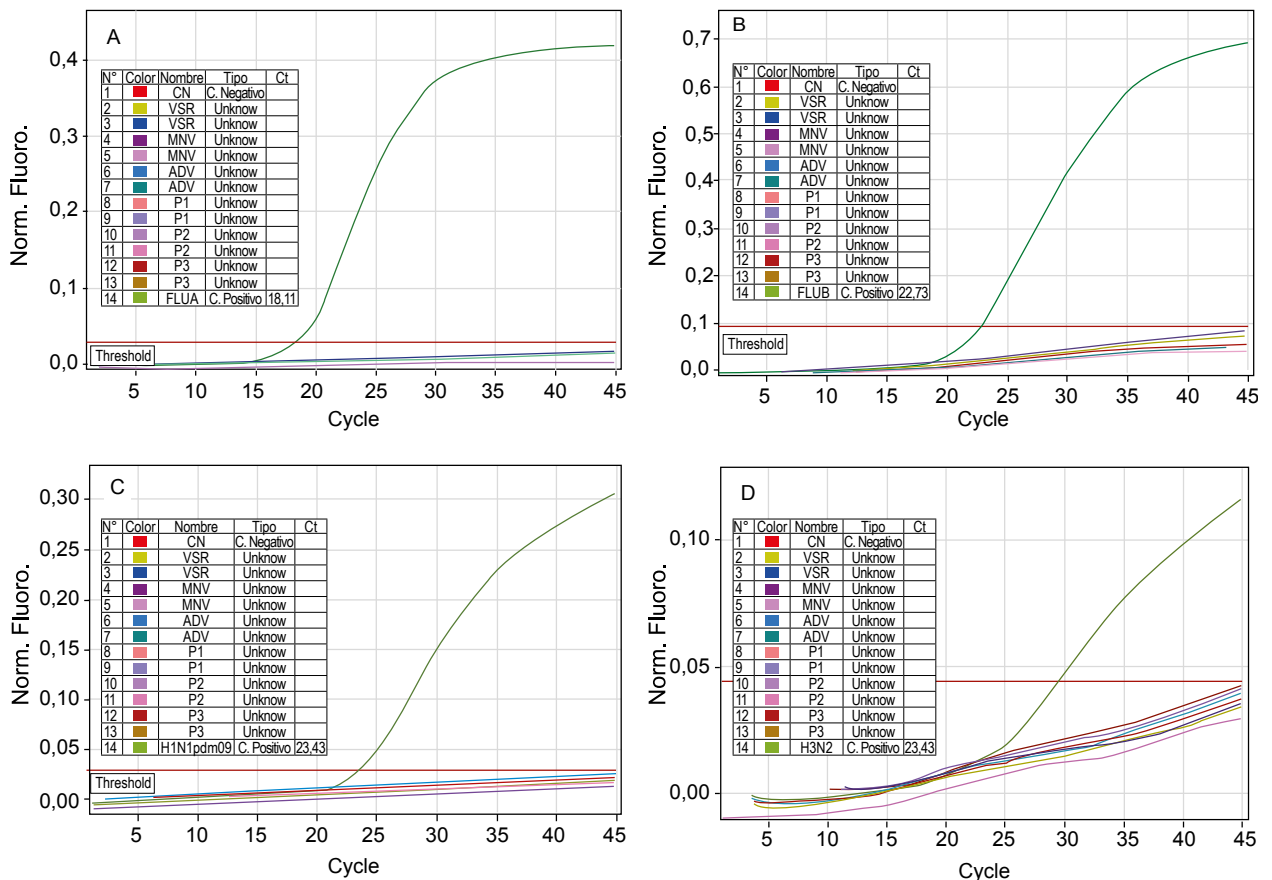 A
Norm. Fluoro.
0,4
0,3
0,2
0,1
0,0
N° Color Nombre Tipo Ct
1 CN C. Negativo
2 VSR Unknow
3 VSR Unknow
4 MNV Unknow
5 MNV Unknow
6 ADV Unknow
7 ADV Unknow
8 P1 Unknow
9 P1 Unknow
10 P2 Unknow
11 P2 Unknow
12 P3 Unknow
13 P3 Unknow
14 FLUA C. Positivo 18,11
Threshold
5 10 15 20 25 30 35 40 45
Cycle
B
Norm. Fluoro.
0,7
0,6
0,5
0,4
0,3
0,2
0,1
0,0
N° Color Nombre Tipo Ct
1 CN C. Negativo
2 VSR Unknow
3 VSR Unknow
4 MNV Unknow
5 MNV Unknow
6 ADV Unknow
7 ADV Unknow
8 P1 Unknow
9 P1 Unknow
10 P2 Unknow
11 P2 Unknow
12 P3 Unknow
13 P3 Unknow
14 FLUB C. Positivo 22,73
Threshold
5 10 15 20 25 30 35 40 45
Cycle
C
Norm. Fluoro.
0,30
0,25
0,20
0,15
0,10
0,05
0,00
N° Color Nombre Tipo Ct
1 CN C. Negativo
2 VSR Unknow
3 VSR Unknow
4 MNV Unknow
5 MNV Unknow
6 ADV Unknow
7 ADV Unknow
8 P1 Unknow
9 P1 Unknow
10 P2 Unknow
11 P2 Unknow
12 P3 Unknow
13 P3 Unknow
14 H1N1pdm09 C. Positivo 23,43
Threshold
5 10 15 20 25 30 35 40 45
Cycle
D
Norm. Fluoro.
0,10
0,05
0,00
N° Color Nombre Tipo Ct
1 CN C. Negativo
2 VSR Unknow
3 VSR Unknow
4 MNV Unknow
5 MNV Unknow
6 ADV Unknow
7 ADV Unknow
8 P1 Unknow
9 P1 Unknow
10 P2 Unknow
11 P2 Unknow
12 P3 Unknow
13 P3 Unknow
14 H3N2 C. Positivo 23,43
5 10 15 20 25 30 35 40 45
Cycle